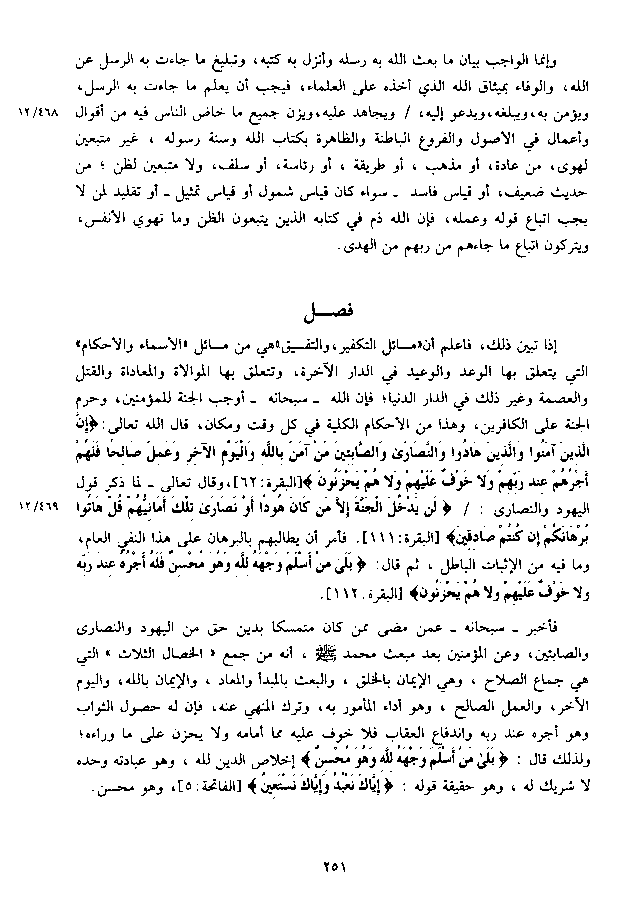 وإنما الواجب بيان ما بعث الله به رسله وأنزل به كتبه، وتبليغ ما جاءت به الرسل عن
الله، والوفاء بميثاق الله الذي أخذه على العلماء، فيجب أن يعلم ما جاءت به الرسل،
ويؤمن به، ويبلغه، ويدعو إليه، / ويجاهد عليه، ويزن جميع ما خاض الناس فيه من أقوال ١٢/٤٦٨
وأعمال في الأصول والفروع الباطنة والظاهرة بكتاب الله وسنة رسوله ، غير متبعين
لهوى، من عادة، أو مذهب ، أو طريقة ، أو رئاسة، أو سلف، ولا متبعين لظن ؛ من
حديث ضعيف، أو قياس فاسد ـ سواء كان قياس شمول أو قياس تمثيل ـ أو تقليد لمن لا
يجب اتباع قوله وعمله، فإن الله ذم في كتابه الذين يتبعون الظن وما تهوي الأنفس،
ويتركون اتباع ما جاءهم من ربهم من الهدى.
فصـل
إذا تبين ذلك، فاعلم أن «مسائل التكفير، والتفسيق» هي من مسائل «الأسماء والأحكام»
التي يتعلق بها الوعد والوعيد في الدار الآخرة، وتتعلق بها الموالاة والمعاداة والقتل
والعصمة وغير ذلك في الدار الدنيا؛ فإن الله ـ سبحانه ـ أوجب الجنة للمؤمنين، وحرم
الجنة على الكافرين، وهذا من الأحكام الكلية في كل وقت ومكان، قال الله تعالى: ﴿إِنَّ
الَّذِينَ آمَنُوا وَالَّذِينَ هَادُوا وَالنَّصَارَىٰ وَالصَّابِئِينَ مَنْ آمَنَ بِاللَّهِ وَالْيَوْمِ الآخِرِ وَعَمِلَ صَالِحًا فَلَهُمْ
أَجْرُهُمْ عِندَ رَبِّهِمْ وَلا خَوْفٌ عَلَيْهِمْ وَلا هُمْ يَحْزَنُونَ ﴾[البقرة:٦٢]، وقال تعالى ـ لما ذكر قول
اليهود والنصارى : / ﴿ لَن يَدْخُلَ الْجَنَّةَ إِلاَّ مَن كَانَ هُودًا أَوْ نَصَارَىٰ تِلْكَ أَمَانِيُّهُمْ قُلْ هَاتُوا ١٢/٤٦٩
بُرْهَانَكُمْ إِن كُنتُمْ صَادِقِينَ﴾ [البقرة:١١١]. فأمر أن يطالبهم بالبرهان على هذا النفي العام،
وما فيه من الإثبات الباطل ، ثم قال: ﴿ بَلَىٰ مَنْ أَسْلَمَ وَجْهَهُ لِلَّهِ وَهُوَ مُحْسِنٌ فَلَهُ أَجْرُهُ عِندَ رَبِّهِ
وَلا خَوْفٌ عَلَيْهِمْ وَلا هُمْ يَحْزَنُونَ﴾ [البقرة.١١٢].
فأخبر ـ سبحانه ـ عمن مضى ممن كان متمسكا بدين حق من اليهود والنصارى
والصابئين، وعن المؤمنين بعد مبعث محمد ﷺ ، أنه من جمع « الخصال الثلاث » التي
هي جماع الصلاح ، وهي الإيمان بالخلق ، والبعث بالمبدأ والمعاد ، والإيمان بالله، واليوم
الآخر، والعمل الصالح ، وهو أداء المأمور به، وترك المنهي عنه، فإن له حصول الثواب
وهو أجره عند ربه واندفاع العقاب فلا خوف عليه مما أمامه ولا يحزن على ما وراءه؛
ولذلك قال : ﴿ بَلَىٰ مَنْ أَسْلَمَ وَجْهَهُ لِلَّهِ وَهُوَ مُحْسِنٌ ﴾ إخلاص الدين لله ، وهو عبادته وحده
لا شريك له ، وهو حقيقة قوله : ﴿ إِيَّاكَ نَعْبُدُ وَإِيَّاكَ نَسْتَعِينُ ﴾ [الفاتحة:٥]، وهو محسن.
٢٥١